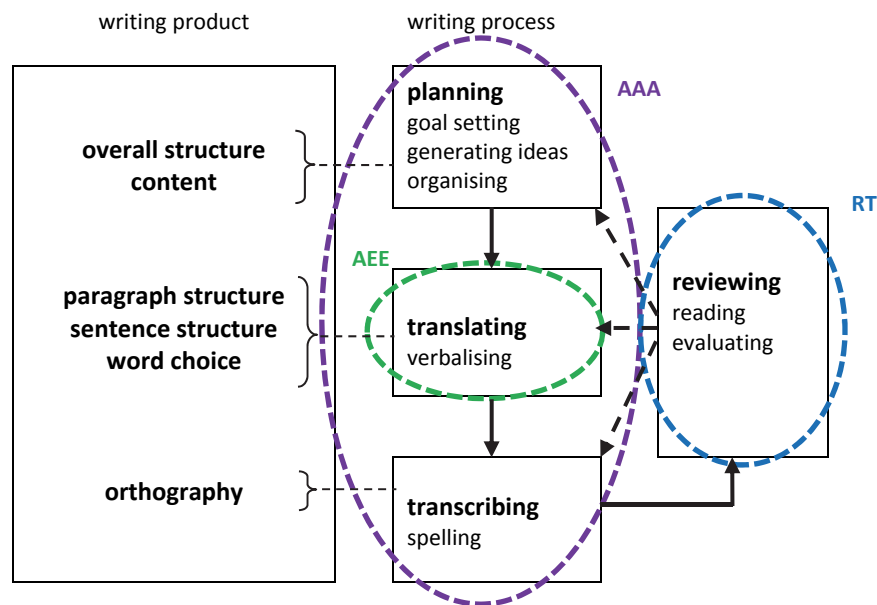 writing product
writing process
planning
goal setting
generating ideas
organising
AAA
overall structure
content
RT
AEE
reviewing
reading
evaluating
paragraph structure
sentence structure
word choice
translating
verbalising
orthography
transcribing
spelling